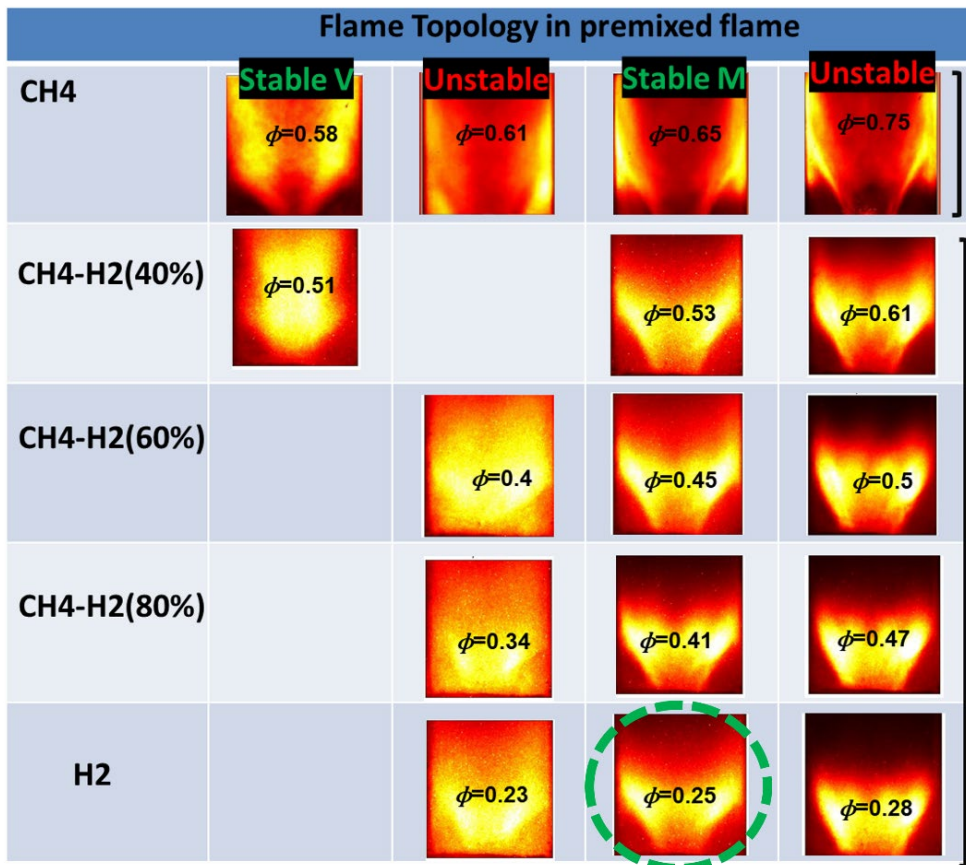 Flame Topology in premixed flame
Stable V Unstable Stable M Unstable
CH4
ϕ=0.58 ϕ=0.61 ϕ=0.65 ϕ=0.75
CH4-H2(40%)
ϕ=0.51 ϕ=0.53 ϕ=0.61
CH4-H2(60%)
ϕ=0.4 ϕ=0.45 ϕ=0.5
CH4-H2(80%)
ϕ=0.34 ϕ=0.41 ϕ=0.47
H2
ϕ=0.23 ϕ=0.25 ϕ=0.28